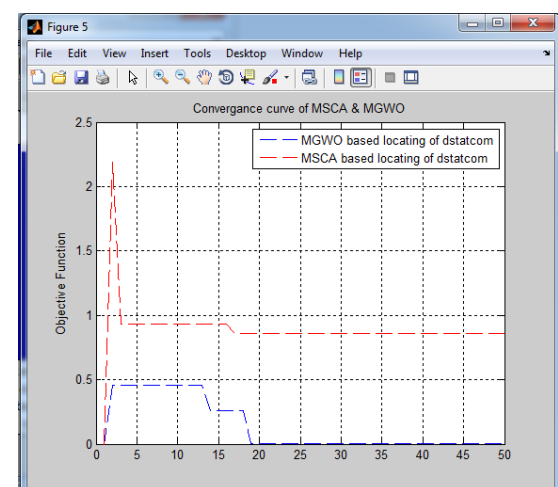 Figure 5
File Edit View Insert Tools Desktop Window Help
Convergance curve of MSCA & MGWO
MGWO based locating of dstatcom
MSCA based locating of dstatcom
Objective Function
2.5
2
1.5
1
0.5
0
0 5 10 15 20 25 30 35 40 45 50